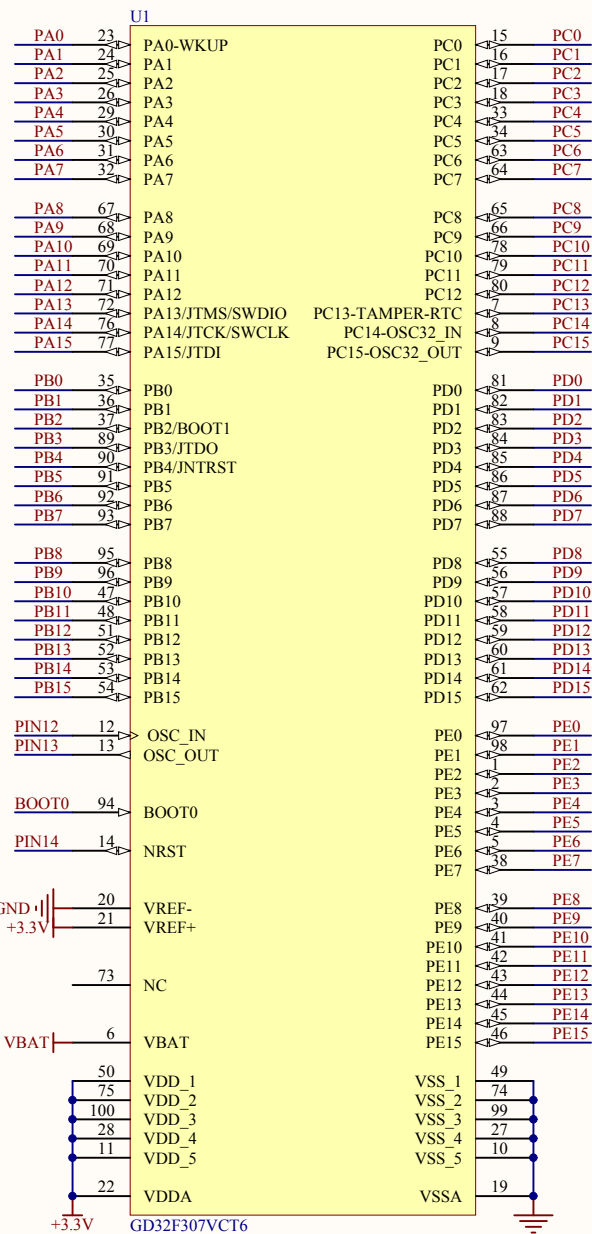 U1
PA0 23 PA0-WKUP PC0 15 PC0
PA1 24 PA1 PC1 16 PC1
PA2 25 PA2 PC2 17 PC2
PA3 26 PA3 PC3 18 PC3
PA4 29 PA4 PC4 33 PC4
PA5 30 PA5 PC5 34 PC5
PA6 31 PA6 PC6 63 PC6
PA7 32 PA7 PC7 64 PC7
PA8 67 PA8 PC8 65 PC8
PA9 68 PA9 PC9 66 PC9
PA10 69 PA10 PC10 78 PC10
PA11 70 PA11 PC11 79 PC11
PA12 71 PA12 PC12 80 PC12
PA13 72 PA13/JTMS/SWDIO PC13-TAMPER-RTC 7 PC13
PA14 76 PA14/JTCK/SWCLK PC14-OSC32_IN 8 PC14
PA15 77 PA15/JTDI PC15-OSC32_OUT 9 PC15
PB0 35 PB0 PD0 81 PD0
PB1 36 PB1 PD1 82 PD1
PB2 37 PB2/BOOT1 PD2 83 PD2
PB3 89 PB3/JTDO PD3 84 PD3
PB4 90 PB4/JNTRST PD4 85 PD4
PB5 91 PB5 PD5 86 PD5
PB6 92 PB6 PD6 87 PD6
PB7 93 PB7 PD7 88 PD7
PB8 95 PB8 PD8 55 PD8
PB9 96 PB9 PD9 56 PD9
PB10 47 PB10 PD10 57 PD10
PB11 48 PB11 PD11 58 PD11
PB12 51 PB12 PD12 59 PD12
PB13 52 PB13 PD13 60 PD13
PB14 53 PB14 PD14 61 PD14
PB15 54 PB15 PD15 62 PD15
PIN12 12 OSC_IN PE0 97 PE0
PIN13 13 OSC_OUT PE1 98 PE1
PE2 1 PE2
PE3 2 PE3
BOOT0 94 BOOT0 PE4 3 PE4
PE5 4 PE5
PIN14 14 NRST PE6 5 PE6
PE7 38 PE7
GND 20 VREF- PE8 39 PE8
+3.3V 21 VREF+ PE9 40 PE9
PE10 41 PE10
PE11 42 PE11
73 NC PE12 43 PE12
PE13 44 PE13
PE14 45 PE14
VBAT 6 VBAT PE15 46 PE15
50 VDD_1 VSS_1 49
75 VDD_2 VSS_2 74
100 VDD_3 VSS_3 99
28 VDD_4 VSS_4 27
11 VDD_5 VSS_5 10
22 VDDA VSSA 19
+3.3V GD32F307VCT6